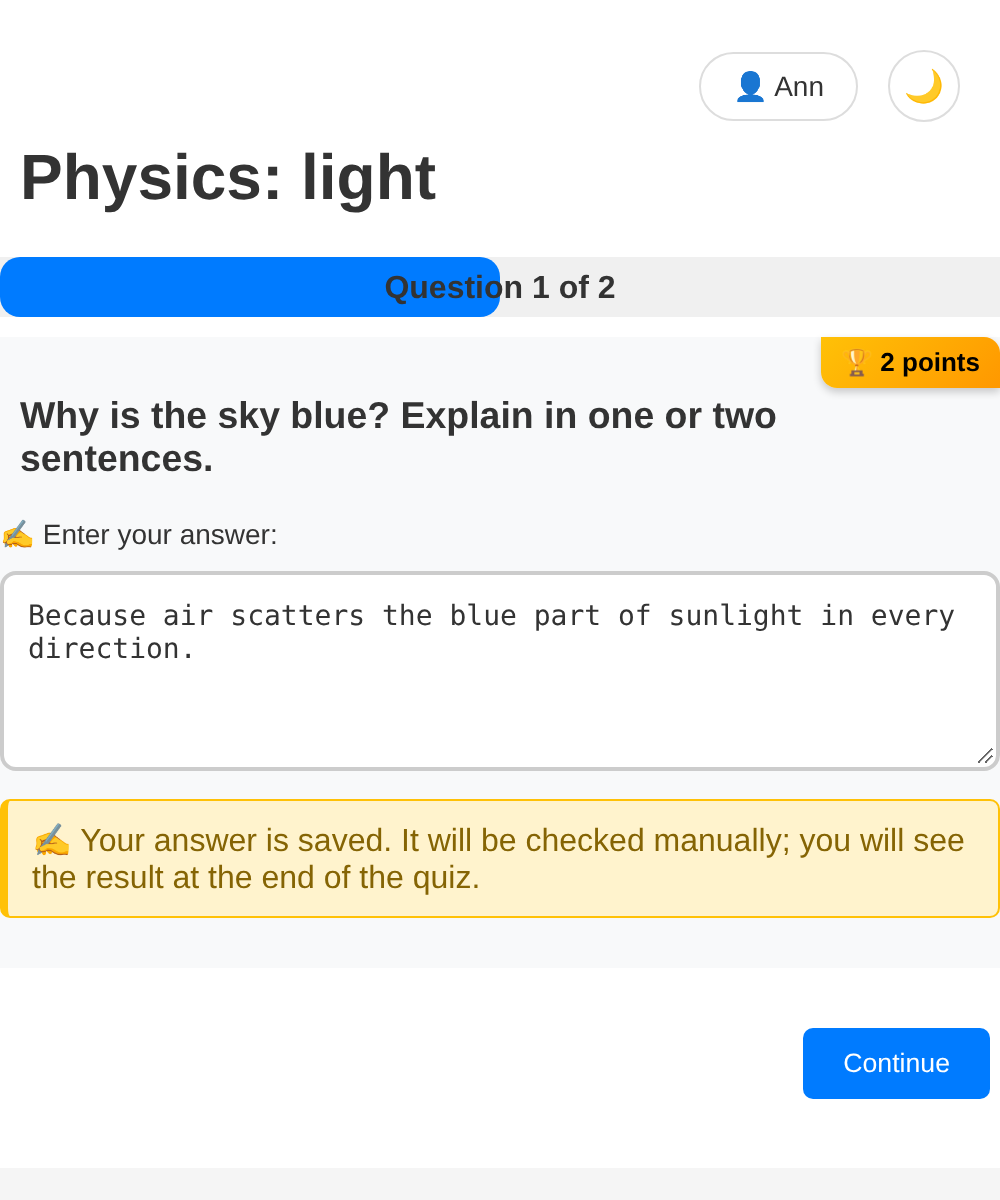 👤 Ann 🌙
Physics: light
Question 1 of 2
🏆 2 points
Why is the sky blue? Explain in one or two
sentences.
✍️ Enter your answer:
Because air scatters the blue part of sunlight in every
direction.
✍️ Your answer is saved. It will be checked manually; you will see
the result at the end of the quiz.
Continue